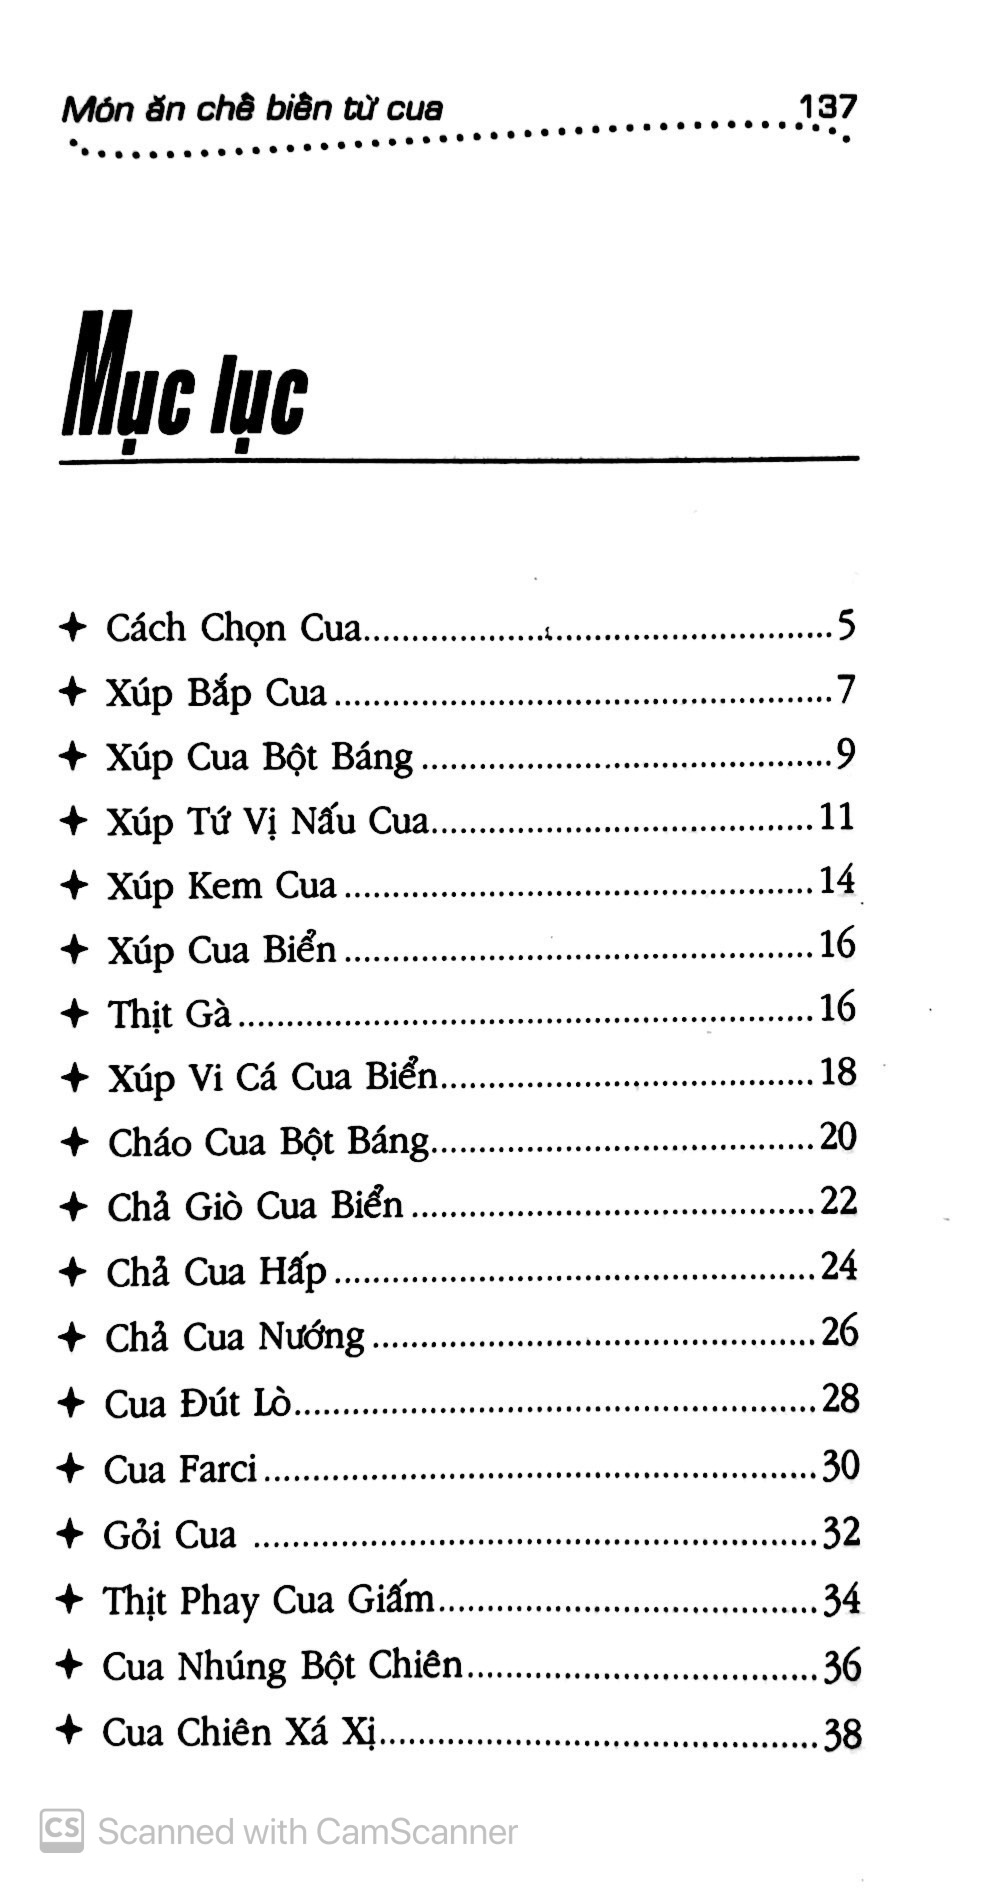 Món ăn chế biến từ cua 137
Mục lục
✦ Cách Chọn Cua..................................................5
✦ Xúp Bắp Cua..................................................7
✦ Xúp Cua Bột Báng..................................................9
✦ Xúp Tứ Vị Nấu Cua..................................................11
✦ Xúp Kem Cua..................................................14
✦ Xúp Cua Biển..................................................16
✦ Thịt Gà..................................................16
✦ Xúp Vi Cá Cua Biển..................................................18
✦ Cháo Cua Bột Báng..................................................20
✦ Chả Giò Cua Biển..................................................22
✦ Chả Cua Hấp..................................................24
✦ Chả Cua Nướng..................................................26
✦ Cua Đút Lò..................................................28
✦ Cua Farci..................................................30
✦ Gỏi Cua ..................................................32
✦ Thịt Phay Cua Giấm..................................................34
✦ Cua Nhúng Bột Chiên..................................................36
✦ Cua Chiên Xá Xị..................................................38
CS Scanned with CamScanner